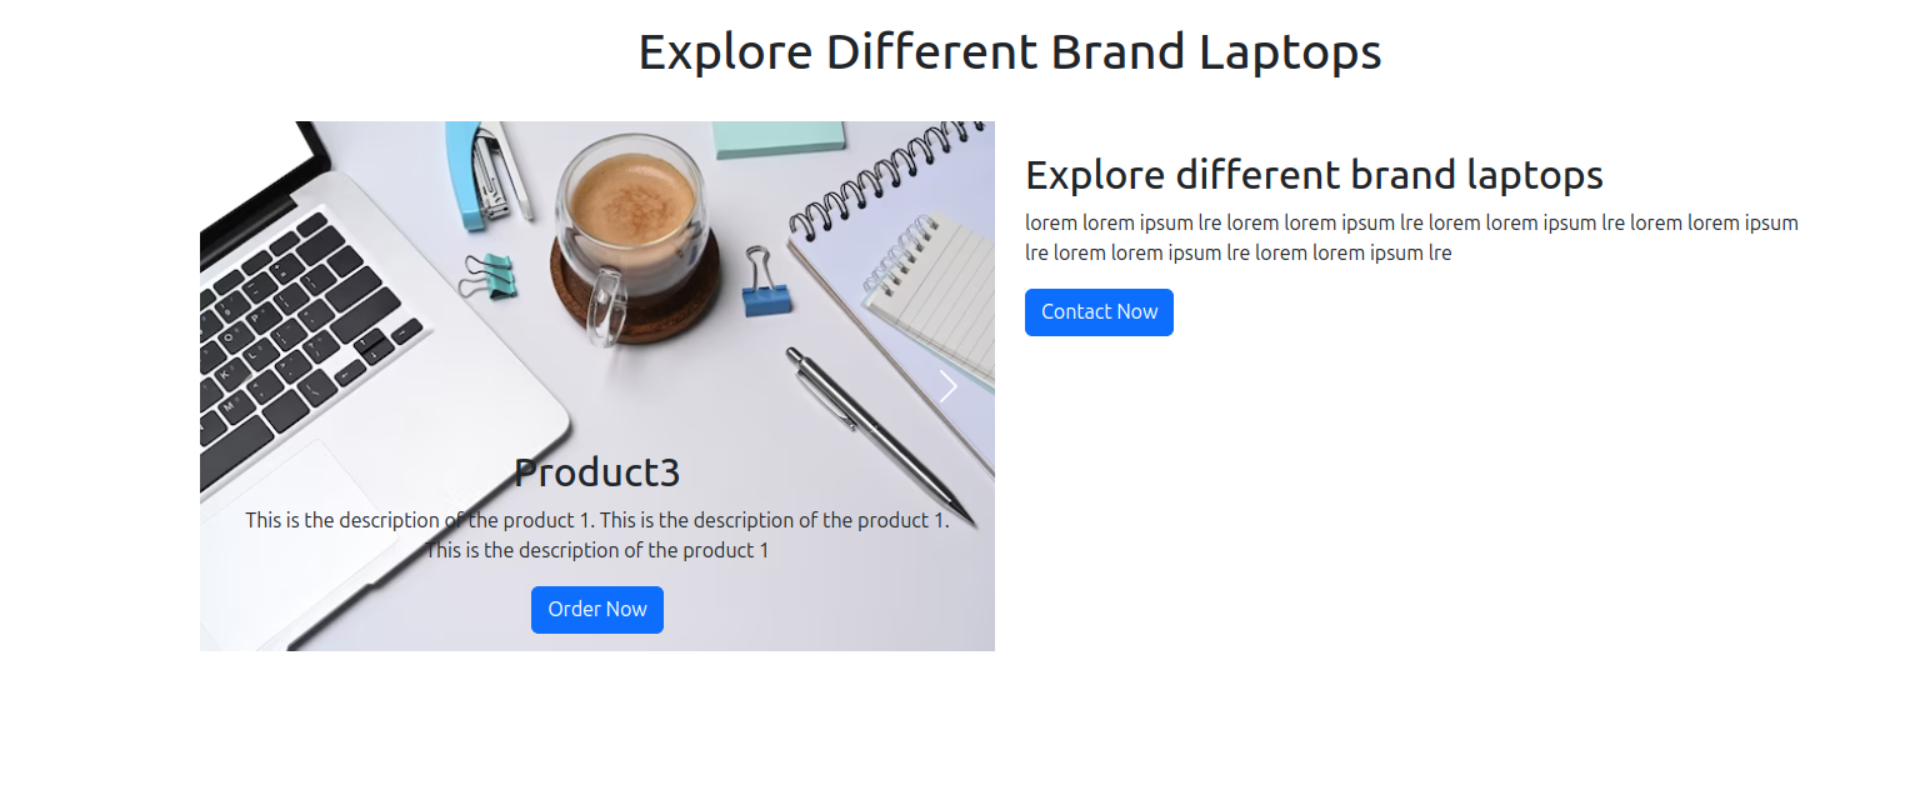 Explore Different Brand Laptops
Product3
This is the description of the product 1. This is the description of the product 1.
This is the description of the product 1
Order Now
Explore different brand laptops
lorem lorem ipsum lre lorem lorem ipsum lre lorem lorem ipsum lre lorem lorem ipsum
lre lorem lorem ipsum lre lorem lorem ipsum lre
Contact Now